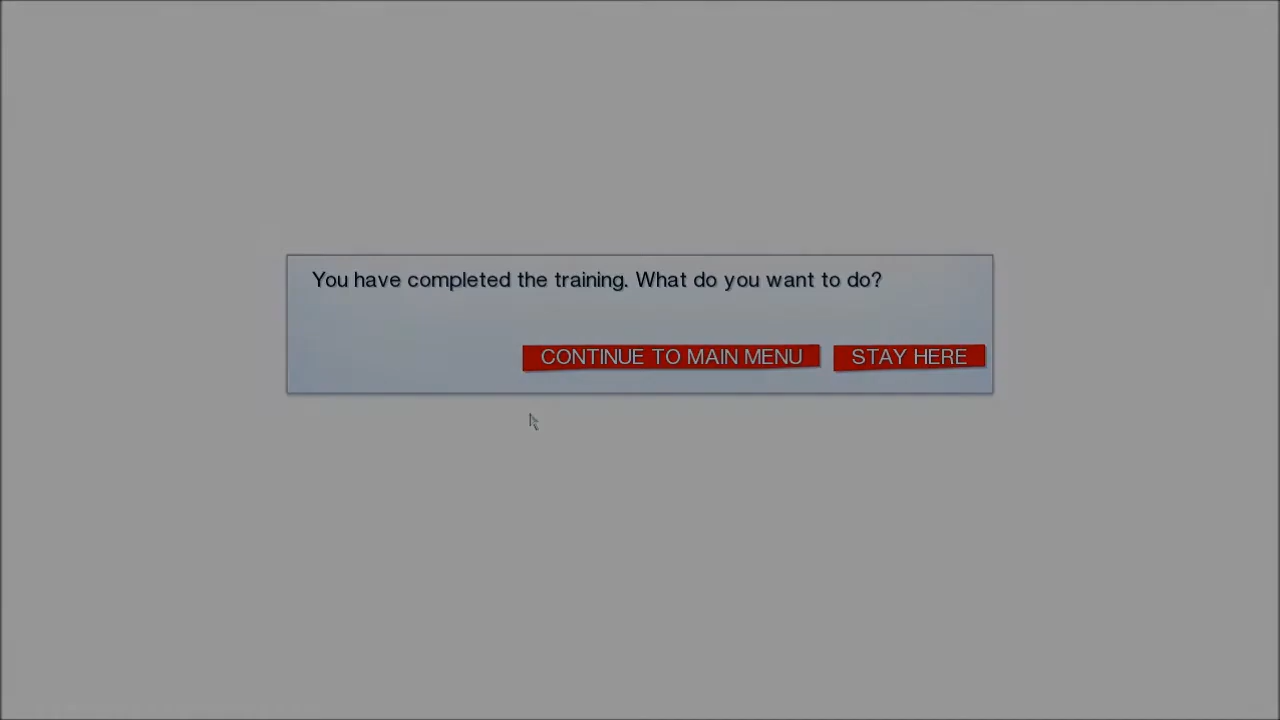 You have completed the training. What do you want to do?
CONTINUE TO MAIN MENU STAY HERE